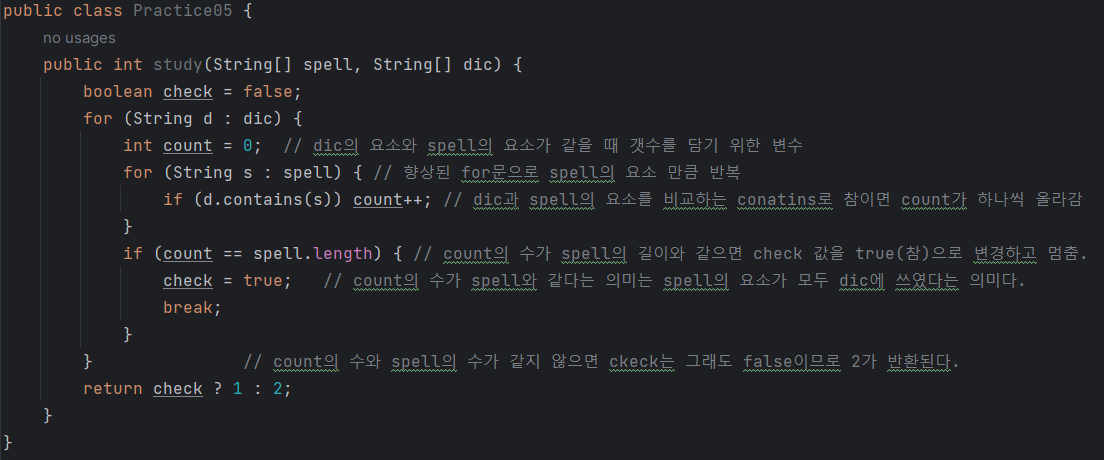 public class Practice05 {
no usages
public int study(String[] spell, String[] dic) {
boolean check = false;
for (String d : dic) {
int count = 0;  // dic의 요소와 spell의 요소가 같을 때 갯수를 담기 위한 변수
for (String s : spell) { // 향상된 for문으로 spell의 요소 만큼 반복
if (d.contains(s)) count++; // dic과 spell의 요소를 비교하는 conatins로 참이면 count가 하나씩 올라감
}
if (count == spell.length) { // count의 수가 spell의 길이와 같으면 check 값을 true(참)으로 변경하고 멈춤.
check = true;   // count의 수가 spell와 같다는 의미는 spell의 요소가 모두 dic에 쓰였다는 의미다.
break;
}
}               // count의 수와 spell의 수가 같지 않으면 ckeck는 그래도 false이므로 2가 반환된다.
return check ? 1 : 2;
}
}